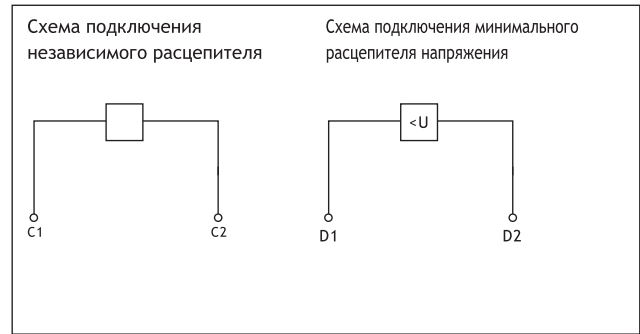 Схема подключения
независимого расцепителя
Схема подключения минимального
расцепителя напряжения
<U
C1
C2
D1
D2